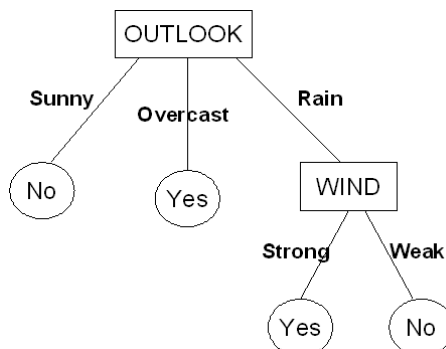 OUTLOOK
Sunny
Overcast
Rain
No
Yes
WIND
Strong
Weak
Yes
No